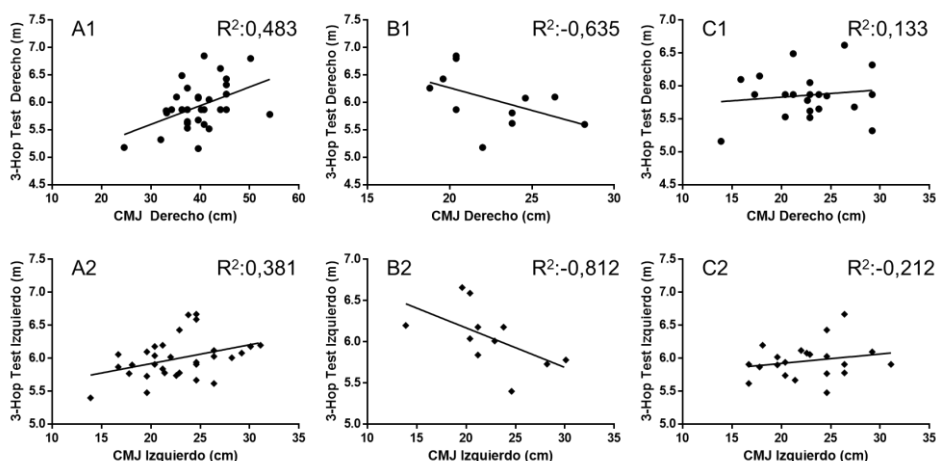 A1 R²:0,483
3-Hop Test Derecho (m)
7.5
7.0
6.5
6.0
5.5
5.0
4.5
10 20 30 40 50 60
CMJ Derecho (cm)
B1 R²:-0,635
3-Hop Test Derecho (m)
7.5
7.0
6.5
6.0
5.5
5.0
4.5
15 20 25 30
CMJ Derecho (cm)
C1 R²:0,133
3-Hop Test Derecho (m)
7.5
7.0
6.5
6.0
5.5
5.0
4.5
10 15 20 25 30 35
CMJ Derecho (cm)
A2 R²:0,381
3-Hop Test Izquierdo (m)
7.5
7.0
6.5
6.0
5.5
5.0
10 15 20 25 30 35
CMJ Izquierdo (cm)
B2 R²:-0,812
3-Hop Test Izquierdo (m)
7.0
6.5
6.0
5.5
5.0
10 15 20 25 30 35
CMJ Izquierdo (cm)
C2 R²:-0,212
3-Hop Test Izquierdo (m)
7.5
7.0
6.5
6.0
5.5
5.0
10 15 20 25 30 35
CMJ Izquierdo (cm)